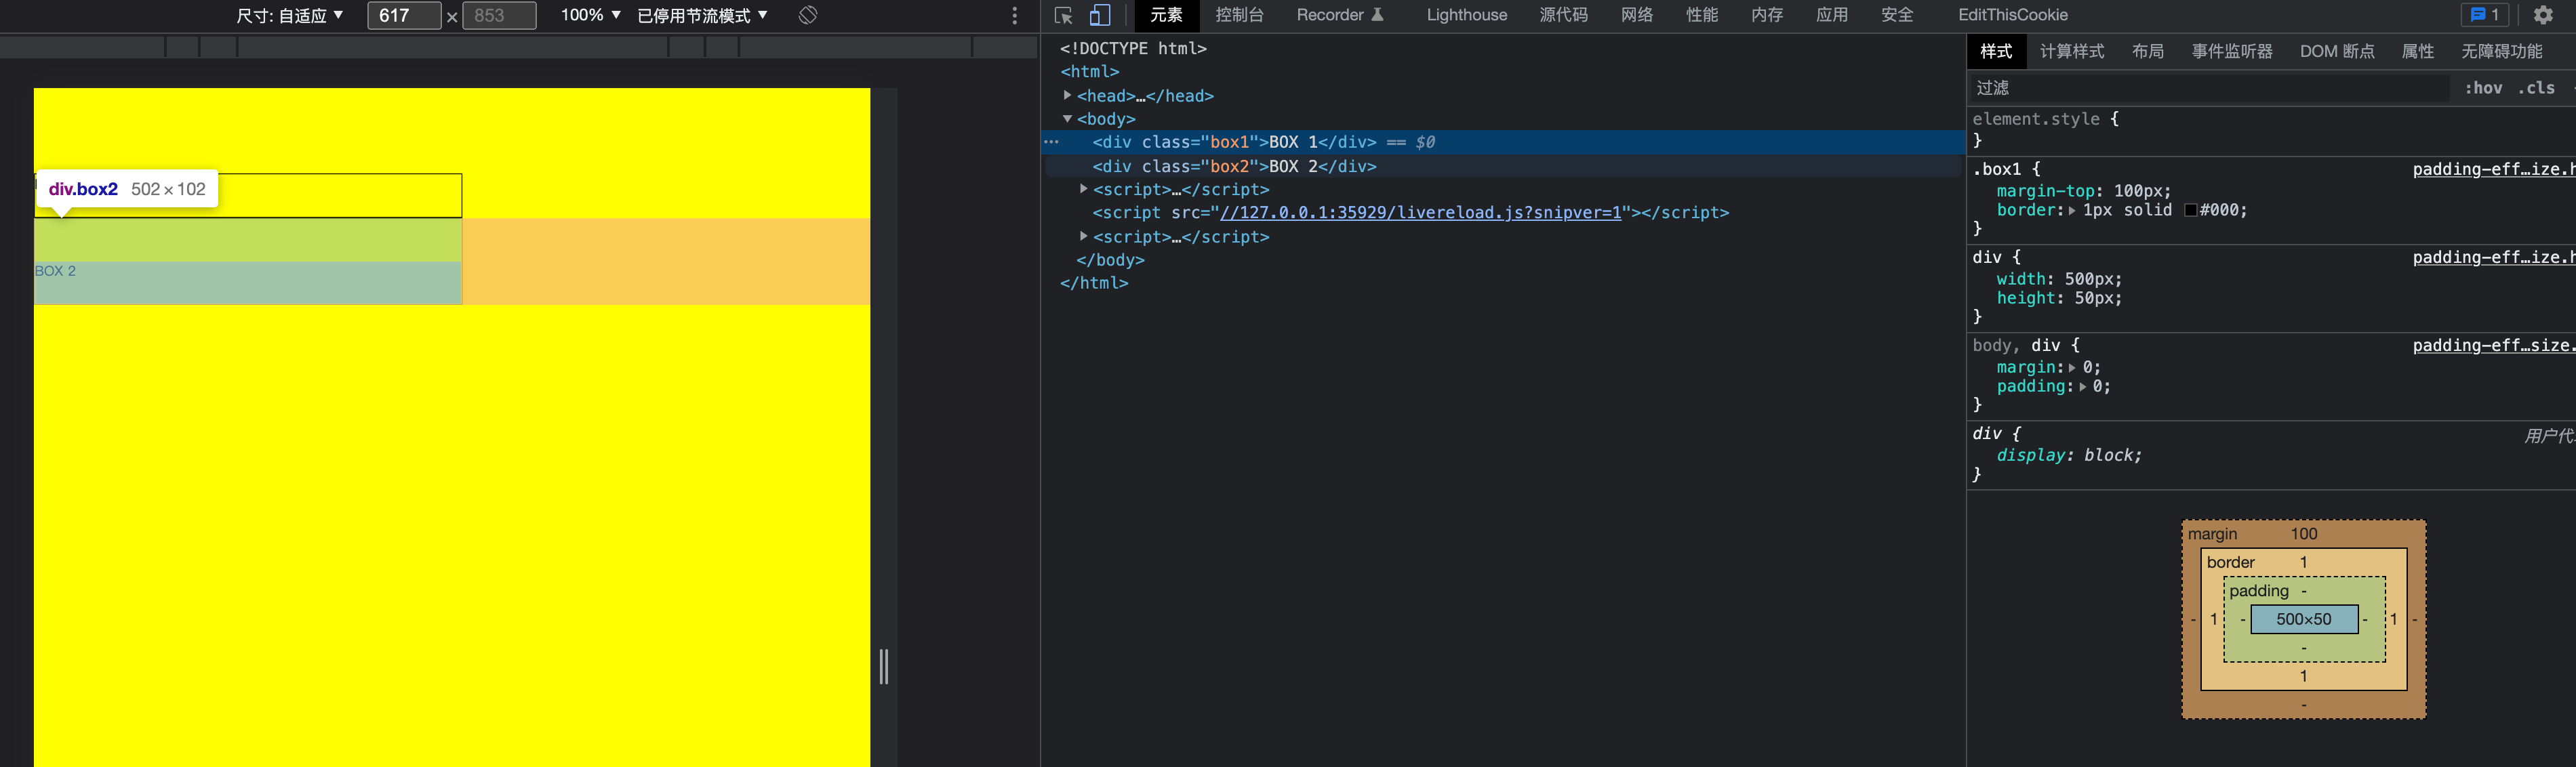 尺寸: 自适应 ▼ 617 × 853 100% ▼ 已停用节流模式 ▼
元素 控制台 Recorder Lighthouse 源代码 网络 性能 内存 应用 安全 EditThisCookie 1
div.box2 502 × 102
BOX 2
<!DOCTYPE html>
<html>
▶ <head>…</head>
▼ <body>
··· <div class="box1">BOX 1</div> == $0
<div class="box2">BOX 2</div>
▶ <script>…</script>
<script src="//127.0.0.1:35929/livereload.js?snipver=1"></script>
▶ <script>…</script>
</body>
</html>
样式 计算样式 布局 事件监听器 DOM 断点 属性 无障碍功能
过滤 :hov .cls
element.style {
}
.box1 { padding-eff…ize.h
margin-top: 100px;
border: ▶ 1px solid #000;
}
div { padding-eff…ize.h
width: 500px;
height: 50px;
}
body, div { padding-eff…size.
margin: ▶ 0;
padding: ▶ 0;
}
div { 用户代
display: block;
}
margin 100
border 1
padding -
- 1 - 500×50 - 1 -
-
1
-